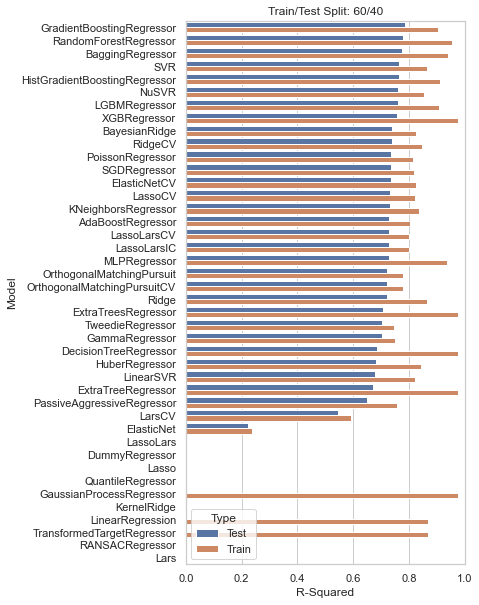 Train/Test Split: 60/40
GradientBoostingRegressor
RandomForestRegressor
BaggingRegressor
SVR
HistGradientBoostingRegressor
NuSVR
LGBMRegressor
XGBRegressor
BayesianRidge
RidgeCV
PoissonRegressor
SGDRegressor
ElasticNetCV
LassoCV
KNeighborsRegressor
AdaBoostRegressor
LassoLarsCV
LassoLarsIC
MLPRegressor
OrthogonalMatchingPursuit
OrthogonalMatchingPursuitCV
Ridge
ExtraTreesRegressor
TweedieRegressor
GammaRegressor
DecisionTreeRegressor
HuberRegressor
LinearSVR
ExtraTreeRegressor
PassiveAggressiveRegressor
LarsCV
ElasticNet
LassoLars
DummyRegressor
Lasso
QuantileRegressor
GaussianProcessRegressor
KernelRidge
LinearRegression
TransformedTargetRegressor
RANSACRegressor
Lars
Model
Type
Test
Train
0.0 0.2 0.4 0.6 0.8 1.0
R-Squared